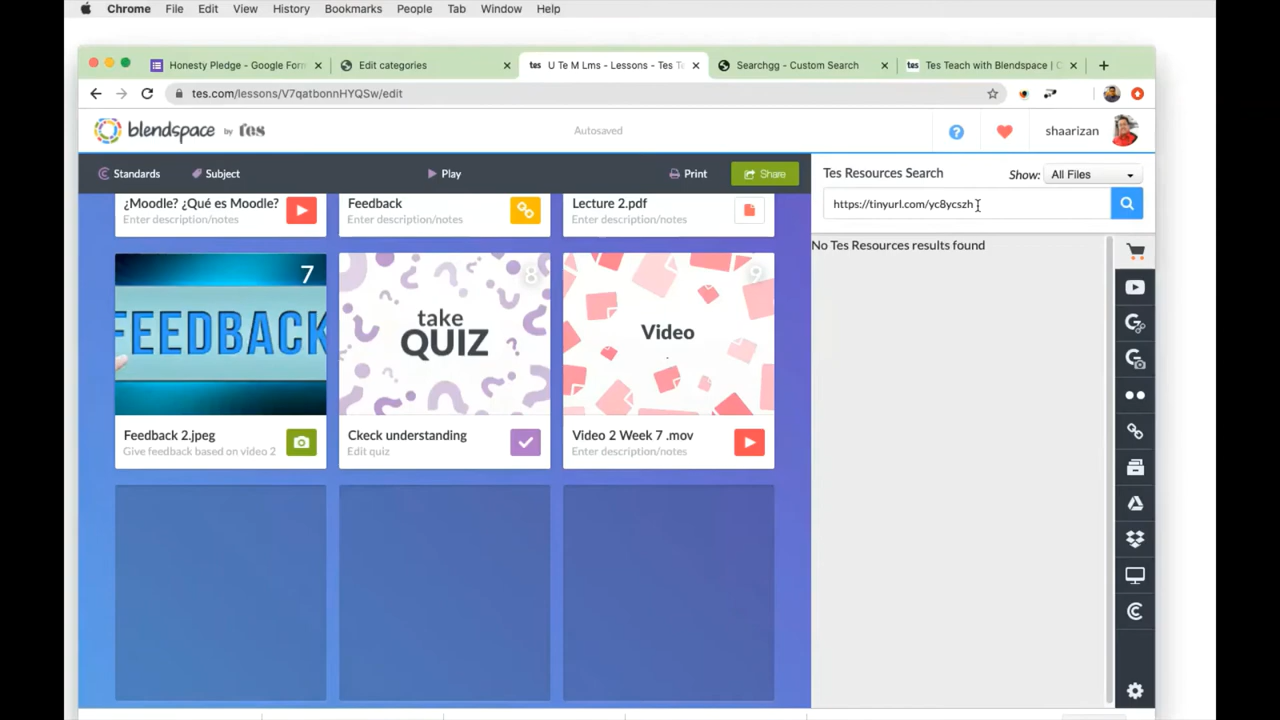 Chrome File Edit View History Bookmarks People Tab Window Help
Honesty Pledge - Google Form
Edit categories
tes U Te M Lms - Lessons - Tes T
Searchgg - Custom Search
tes Tes Teach with Blendspace | C
tes.com/lessons/V7qatbonnHYQSw/edit
blendspace by tes
Autosaved
? shaarizan
Standards Subject Play Print Share
Tes Resources Search Show: All Files
https://tinyurl.com/yc8ycszh
No Tes Resources results found
¿Moodle? ¿Qué es Moodle?
Enter description/notes
Feedback
Enter description/notes
Lecture 2.pdf
Enter description/notes
7
FEEDBACK
Feedback 2.jpeg
Give feedback based on video 2
8
take
QUIZ
Ckeck understanding
Edit quiz
9
Video
Video 2 Week 7 .mov
Enter description/notes